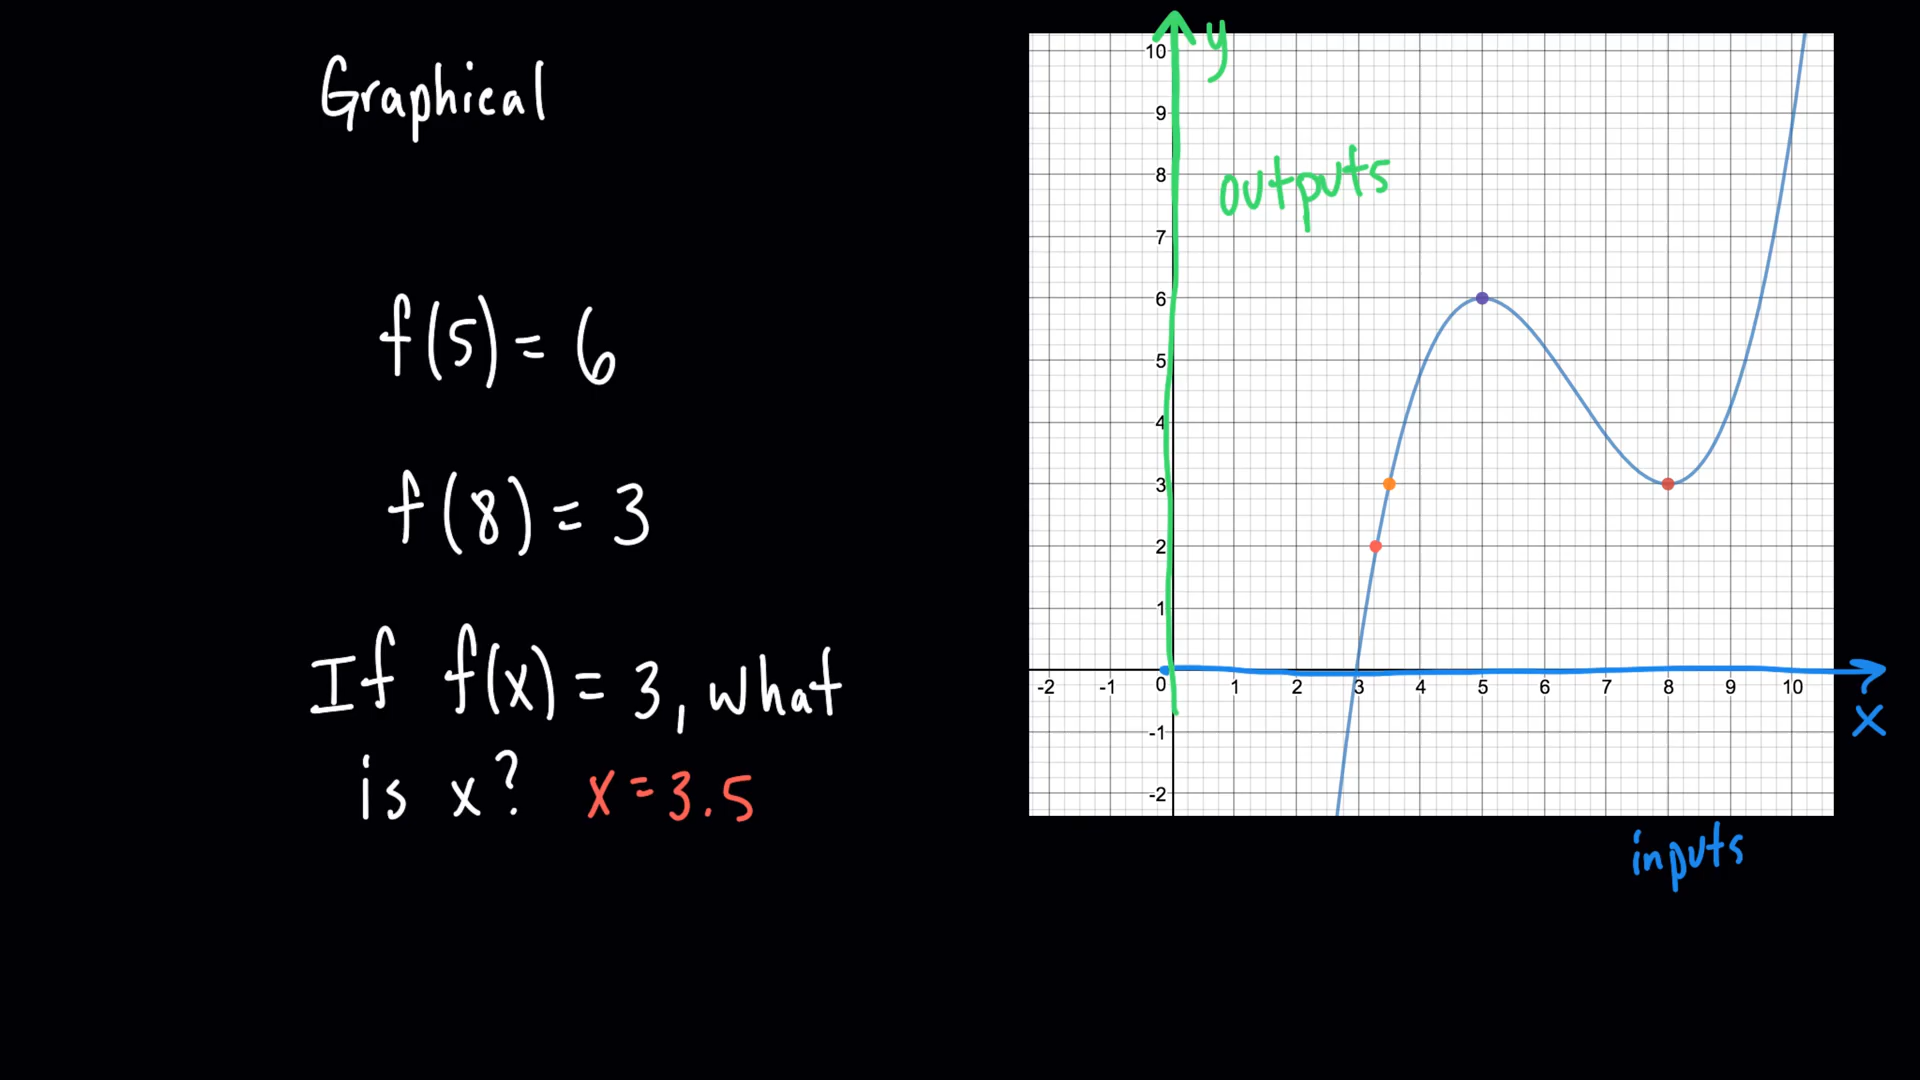 Graphical
f(5) = 6
f(8) = 3
If f(x) = 3, what
is x? x = 3.5
y
outputs
10
9
8
7
6
5
4
3
2
1
-2 -1 0 1 2 3 4 5 6 7 8 9 10
x
-1
-2
inputs